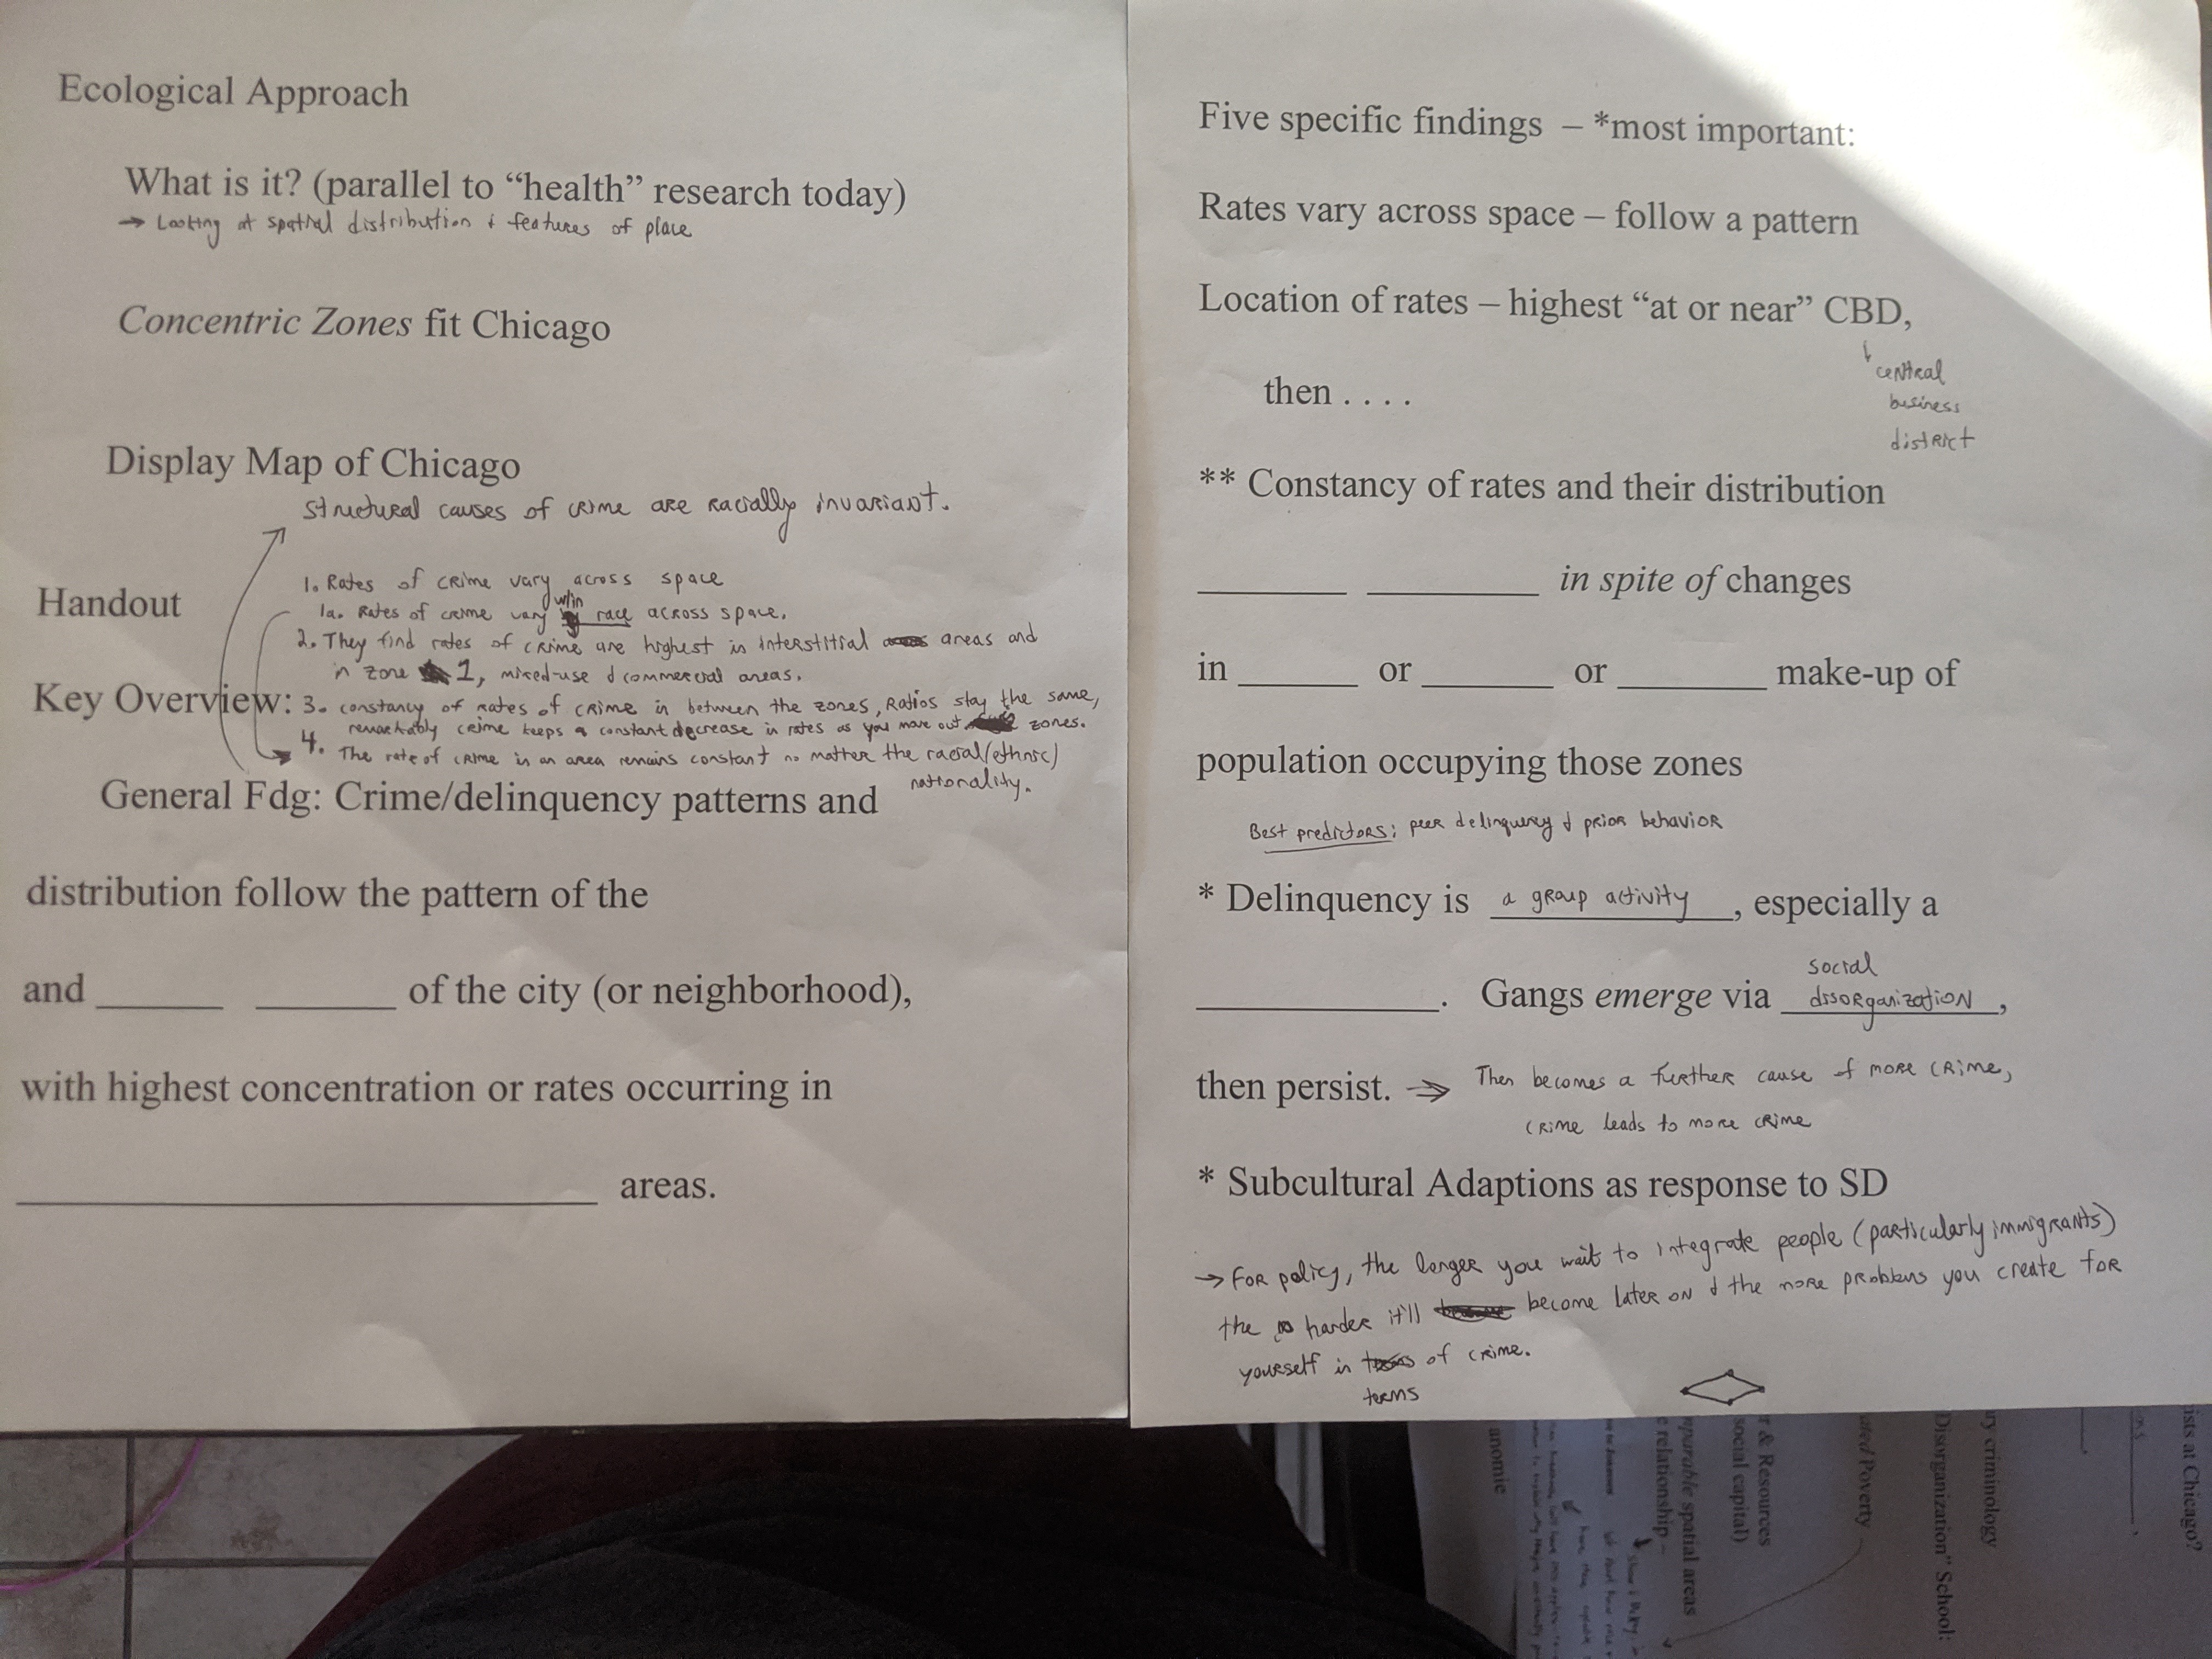 Ecological Approach
What is it? (parallel to “health” research today)
→ Looking at spatial distribution & features of place
Concentric Zones fit Chicago
Display Map of Chicago
Structural causes of crime are racially invariant.
Handout
1. Rates of crime vary across space
w/in
1a. Rates of crime vary race across space.
2. They find rates of crime are highest in interstitial areas and
in zone 1, mixed-use & commercial areas.
Key Overview: 3. constancy of rates of crime in between the zones, Ratios stay the same,
remarkably crime keeps a constant decrease in rates as you move out zones.
4. The rate of crime in an area remains constant no matter the racial/(ethnic)
nationality.
General Fdg: Crime/delinquency patterns and
distribution follow the pattern of the
and ______ ______ of the city (or neighborhood),
with highest concentration or rates occurring in
______ areas.
Five specific findings – *most important:
Rates vary across space – follow a pattern
Location of rates – highest “at or near” CBD,
central
business
district
then . . . .
** Constancy of rates and their distribution
______ ______ in spite of changes
in ______ or ______ or ______ make-up of
population occupying those zones
Best predictors: peer delinquency & prior behavior
* Delinquency is a group activity, especially a
social
______. Gangs emerge via disorganization,
then persist. → Then becomes a further cause of more crime,
crime leads to more crime
* Subcultural Adaptions as response to SD
→ For policy, the longer you wait to integrate people (particularly immigrants)
the harder it'll become later on & the more problems you create for
yourself in of crime.
terms
anomie
relationship –
spatial areas
social capital)
& Resources
Poverty
Disorganization” School:
criminology
at Chicago?